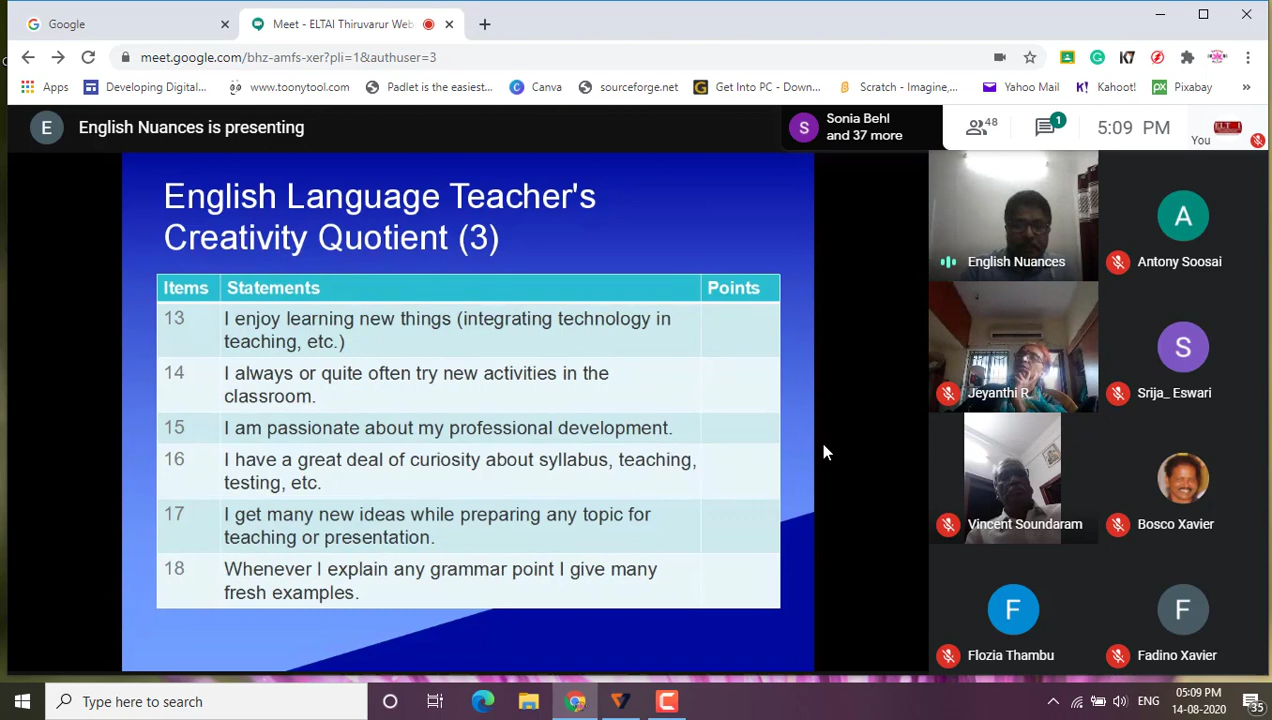 Google
Meet - ELTAI Thiruvarur Web
meet.google.com/bhz-amfs-xer?pli=1&authuser=3
Apps
Developing Digital...
www.tonytool.com
Padlet is the easiest...
Canva
sourceforge.net
Get Into PC - Down...
Scratch - Imagine,...
Yahoo Mail
Kahoot!
px Pixabay
E
English Nuances is presenting
S
Sonia Behl
and 37 more
48
1
5:09 PM
You
English Language Teacher's
Creativity Quotient (3)
Items Statements Points
13 I enjoy learning new things (integrating technology in
teaching, etc.)
14 I always or quite often try new activities in the
classroom.
15 I am passionate about my professional development.
16 I have a great deal of curiosity about syllabus, teaching,
testing, etc.
17 I get many new ideas while preparing any topic for
teaching or presentation.
18 Whenever I explain any grammar point I give many
fresh examples.
English Nuances
A
Antony Soosai
Jeyanthi R
S
Srija_ Eswari
Vincent Soundaram
Bosco Xavier
F
Flozia Thambu
F
Fadino Xavier
Type here to search
ENG
05:09 PM
14-08-2020
35